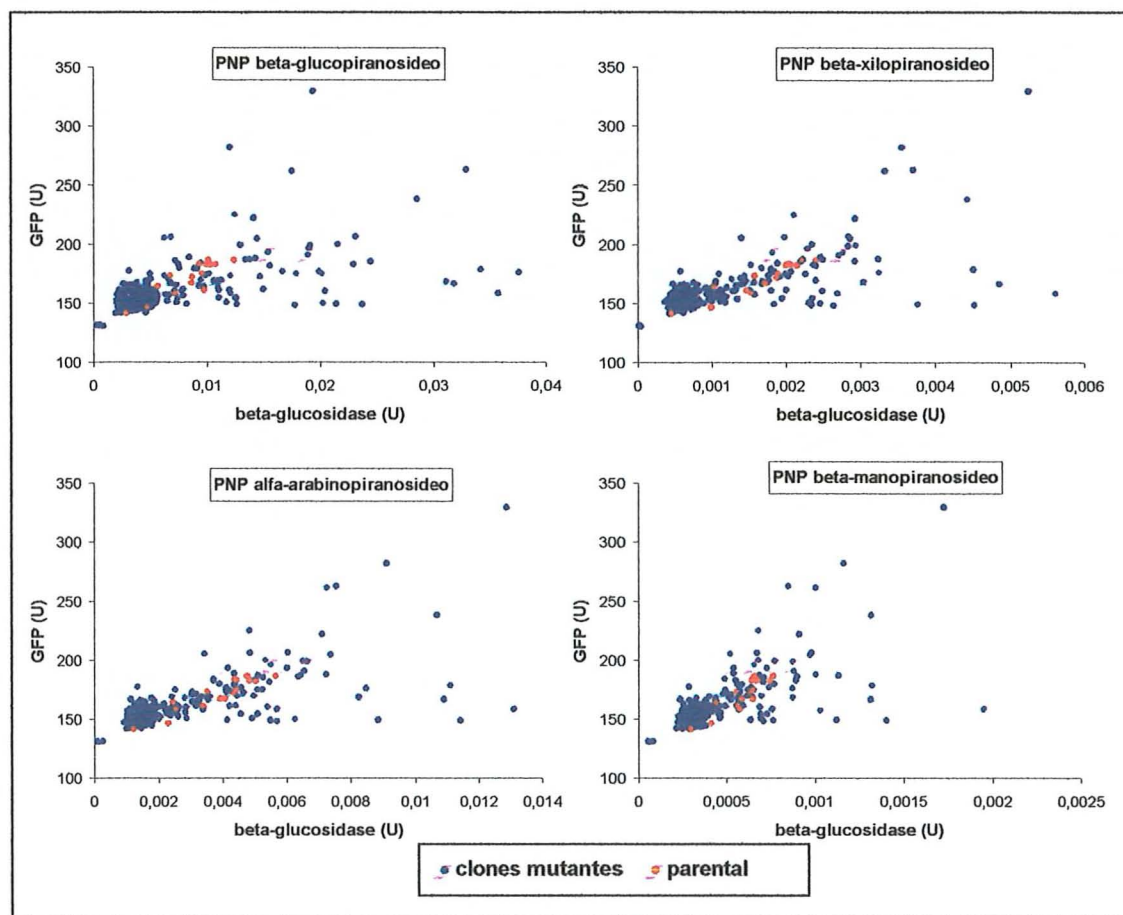 PNP beta-glucopiranosideo
350
300
250
200
150
100
GFP (U)
0 0,01 0,02 0,03 0,04
beta-glucosidase (U)
PNP beta-xilopiranosideo
350
300
250
200
150
100
GFP (U)
0 0,001 0,002 0,003 0,004 0,005 0,006
beta-glucosidase (U)
PNP alfa-arabinopiranosideo
350
300
250
200
150
100
GFP (U)
0 0,002 0,004 0,006 0,008 0,01 0,012 0,014
beta-glucosidase (U)
PNP beta-manopiranosideo
350
300
250
200
150
100
GFP (U)
0 0,0005 0,001 0,0015 0,002 0,0025
beta-glucosidase (U)
clones mutantes parental